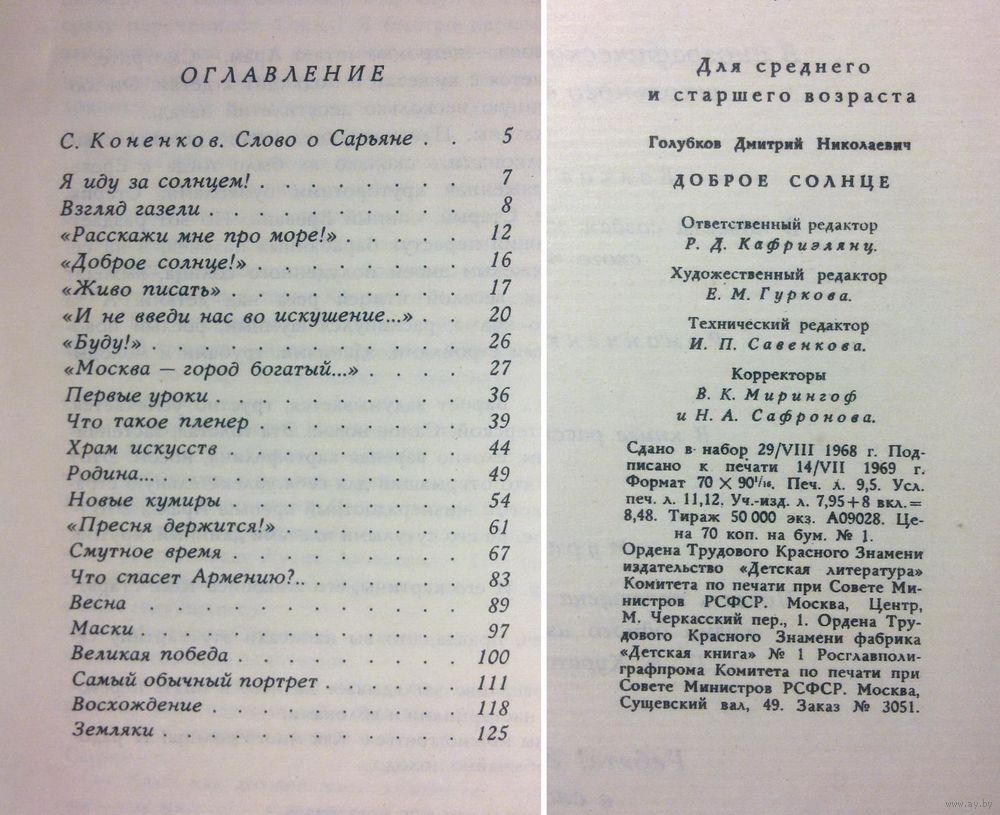 ОГЛАВЛЕНИЕ
С. Коненков. Слово о Сарьяне . . 5
Я иду за солнцем! . . . . . . 7
Взгляд газели . . . . . . . 8
«Расскажи мне про море!» . . . . 12
«Доброе солнце!» . . . . . . 16
«Живо писать» . . . . . . . 17
«И не введи нас во искушение...» . . 20
«Буду!» . . . . . . . . . 26
«Москва — город богатый...» . . . . 27
Первые уроки . . . . . . . 36
Что такое пленер . . . . . . 39
Храм искусств . . . . . . . 44
Родина... . . . . . . . . 49
Новые кумиры . . . . . . . 54
«Пресня держится!» . . . . . . 61
Смутное время . . . . . . . 67
Что спасет Армению?.. . . . . . 83
Весна . . . . . . . . . 89
Маски . . . . . . . . . 97
Великая победа . . . . . . . 100
Самый обычный портрет . . . . . 111
Восхождение . . . . . . . 118
Земляки . . . . . . . . 125
Для среднего
и старшего возраста
Голубков Дмитрий Николаевич
ДОБРОЕ СОЛНЦЕ
Ответственный редактор
Р. Д. Кафриэлянц.
Художественный редактор
Е. М. Гуркова.
Технический редактор
И. П. Савенкова.
Корректоры
В. К. Мирингоф
и Н. А. Сафронова.
Сдано в набор 29/VIII 1968 г. Под-
писано к печати 14/VII 1969 г.
Формат 70 × 90¹/₁₆. Печ. л. 9,5. Усл.
печ. л. 11,12. Уч.-изд. л. 7,95+8 вкл.=
8,48. Тираж 50 000 экз. А09028. Це-
на 70 коп. на бум. № 1.
Ордена Трудового Красного Знамени
издательство «Детская литература»
Комитета по печати при Совете Ми-
нистров РСФСР. Москва, Центр,
М. Черкасский пер., 1. Ордена Тру-
дового Красного Знамени фабрика
«Детская книга» № 1 Росглавполи-
графпрома Комитета по печати при
Совете Министров РСФСР. Москва,
Сущевский вал, 49. Заказ № 3051.
www.ay.by